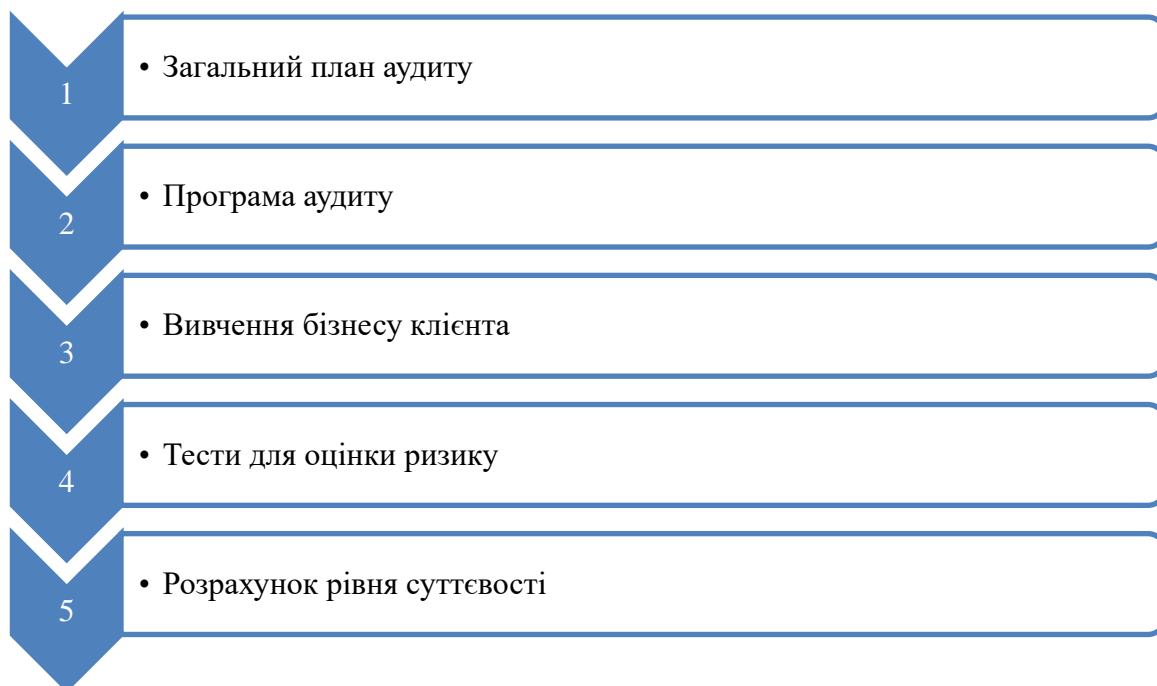 1
• Загальний план аудиту
2
• Програма аудиту
3
• Вивчення бізнесу клієнта
4
• Тести для оцінки ризику
5
• Розрахунок рівня суттєвості